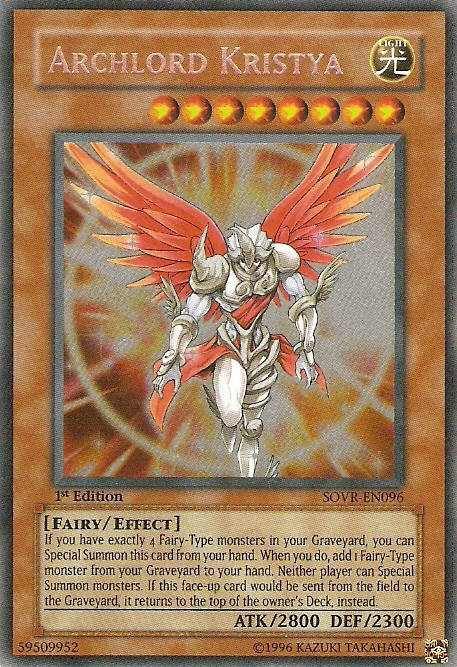 ARCHLORD KRISTYA
LIGHT
光
1st Edition
SOVR-EN096
[FAIRY/EFFECT]
If you have exactly 4 Fairy-Type monsters in your Graveyard, you can
Special Summon this card from your hand. When you do, add 1 Fairy-Type
monster from your Graveyard to your hand. Neither player can Special
Summon monsters. If this face-up card would be sent from the field to
the Graveyard, it returns to the top of the owner's Deck, instead.
ATK/2800 DEF/2300
59509952
©1996 KAZUKI TAKAHASHI